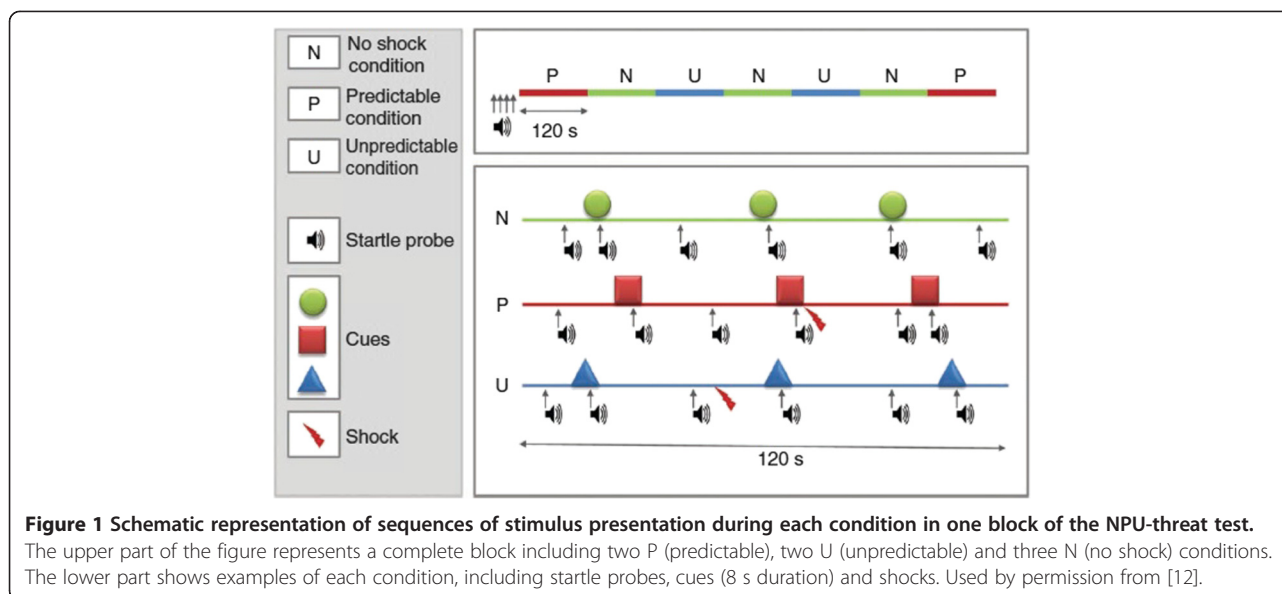 N No shock
condition
P Predictable
condition
U Unpredictable
condition
Startle probe
Cues
Shock
P N U N U N P
120 s
N
P
U
120 s
Figure 1 Schematic representation of sequences of stimulus presentation during each condition in one block of the NPU-threat test.
The upper part of the figure represents a complete block including two P (predictable), two U (unpredictable) and three N (no shock) conditions.
The lower part shows examples of each condition, including startle probes, cues (8 s duration) and shocks. Used by permission from [12].